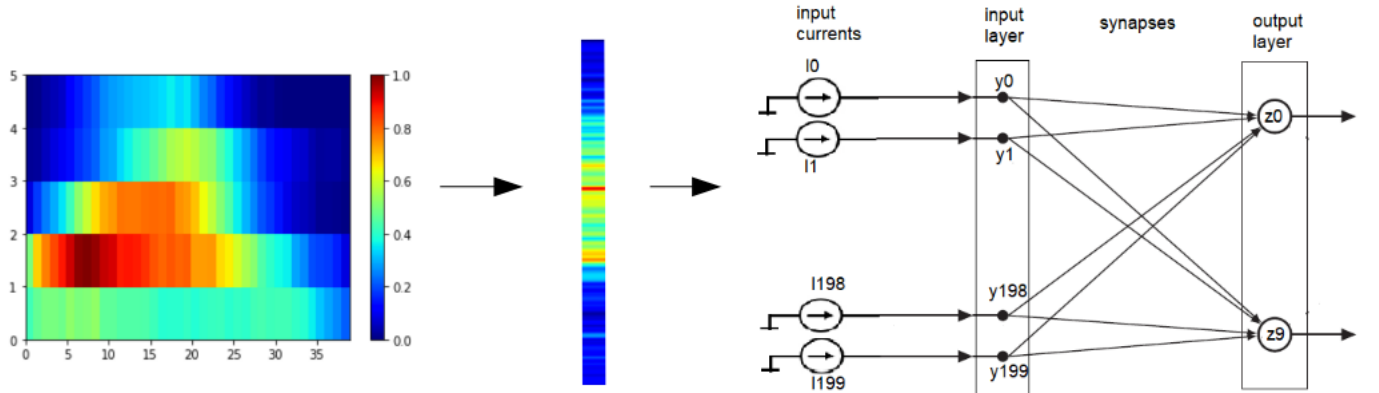 input
currents
input
layer
synapses
output
layer
I0
I1
y0
y1
z0
I198
I199
y198
y199
z9
5
4
3
2
1
0
0 5 10 15 20 25 30 35
1.0
0.8
0.6
0.4
0.2
0.0